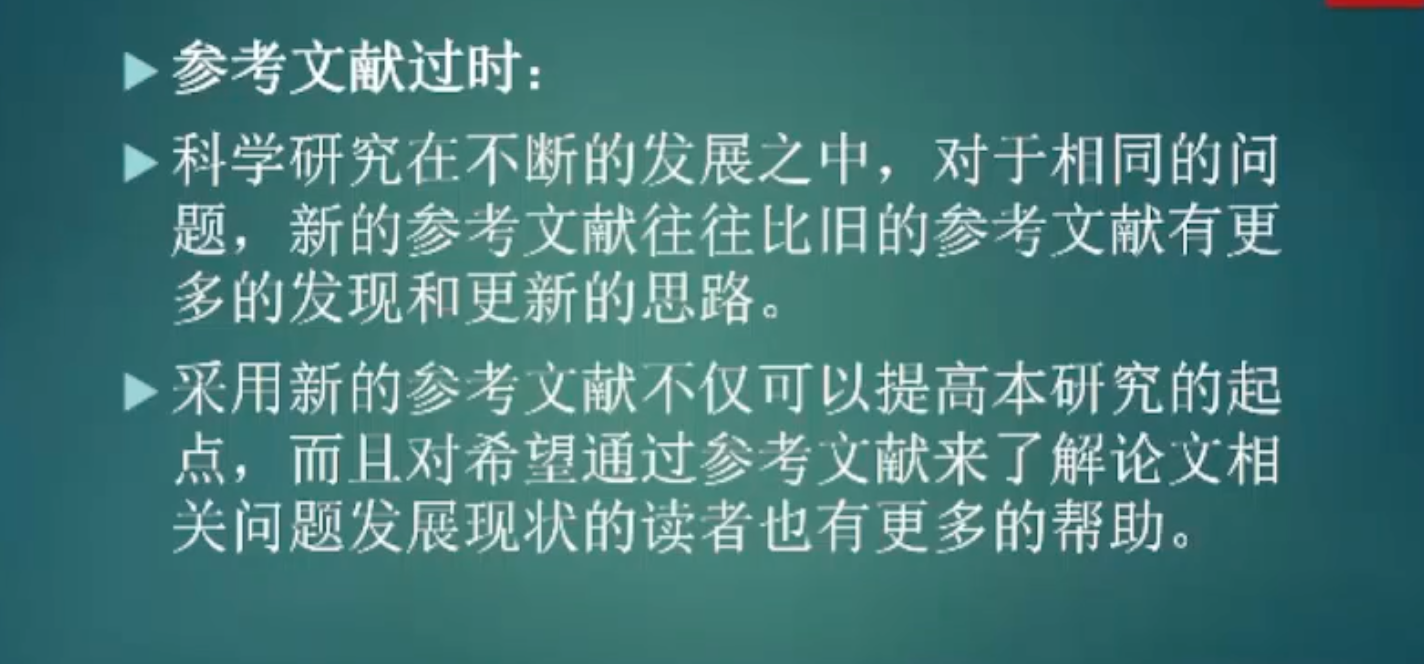 参考文献过时：
科学研究在不断的发展之中，对于相同的问
题，新的参考文献往往比旧的参考文献有更
多的发现和更新的思路。
采用新的参考文献不仅可以提高本研究的起
点，而且对希望通过参考文献来了解论文相
关问题发展现状的读者也有更多的帮助。